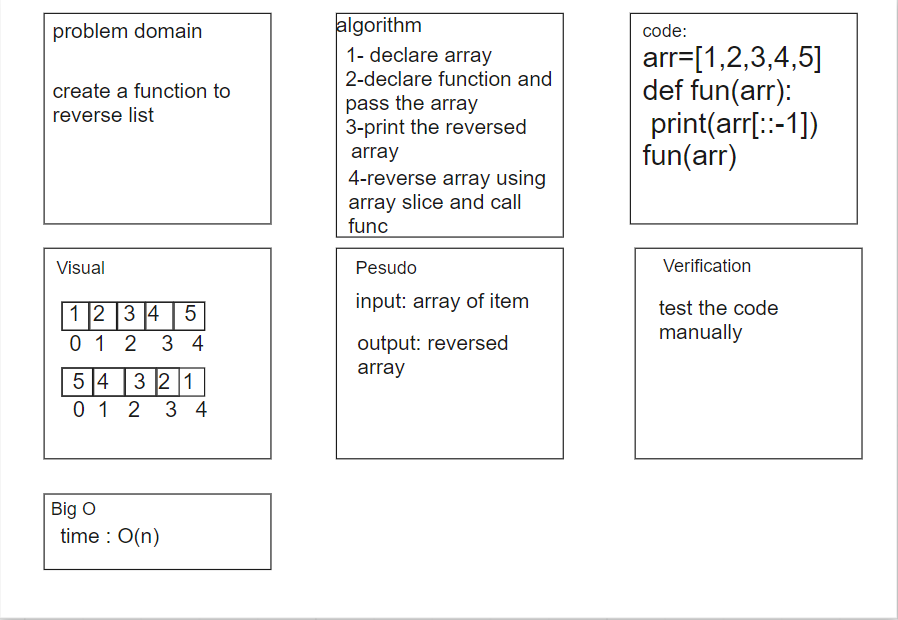 problem domain
create a function to
reverse list
algorithm
1- declare array
2-declare function and
pass the array
3-print the reversed
array
4-reverse array using
array slice and call
func
code:
arr=[1,2,3,4,5]
def fun(arr):
print(arr[::-1])
fun(arr)
Visual
1 2 3 4 5
0 1 2 3 4
5 4 3 2 1
0 1 2 3 4
Pesudo
input: array of item
output: reversed
array
Verification
test the code
manually
Big O
time : O(n)